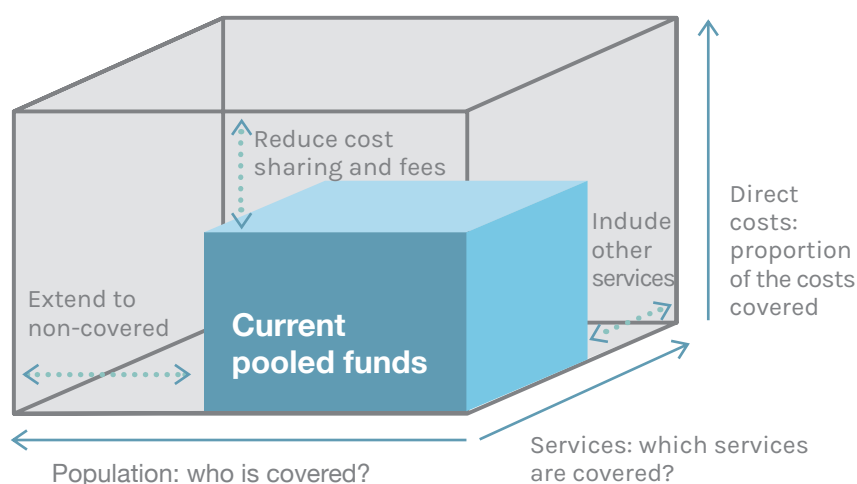 Reduce cost
sharing and fees
Direct
costs:
proportion
of the costs
covered
Indude
other
services
Extend to
non-covered
Current
pooled funds
Services: which services
are covered?
Population: who is covered?